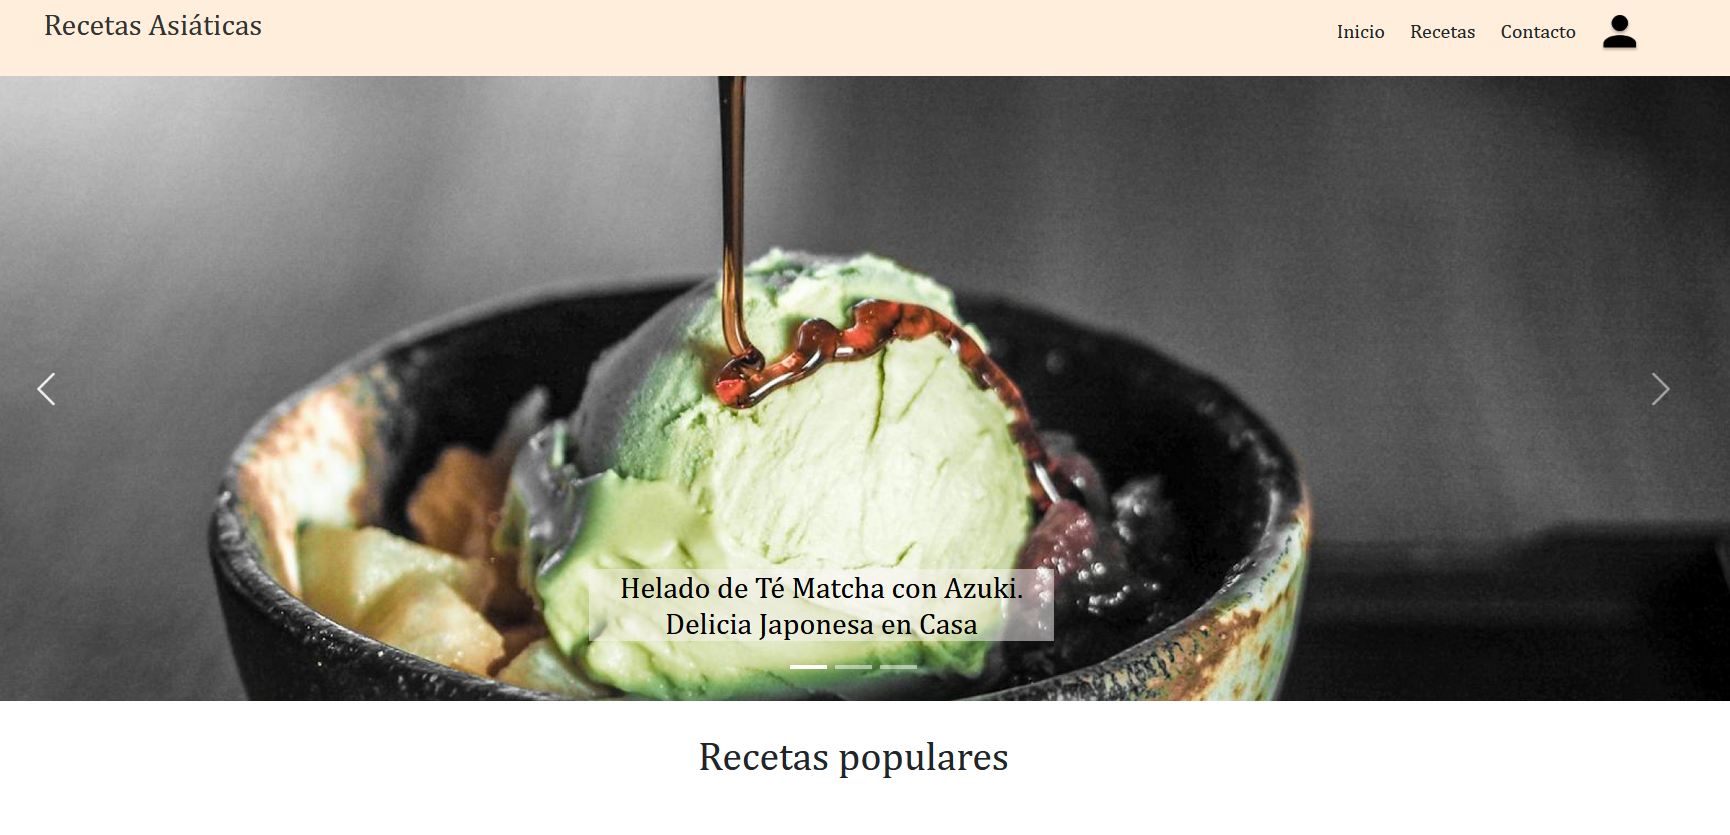 Recetas Asiáticas
Inicio Recetas Contacto
Helado de Té Matcha con Azuki.
Delicia Japonesa en Casa
Recetas populares